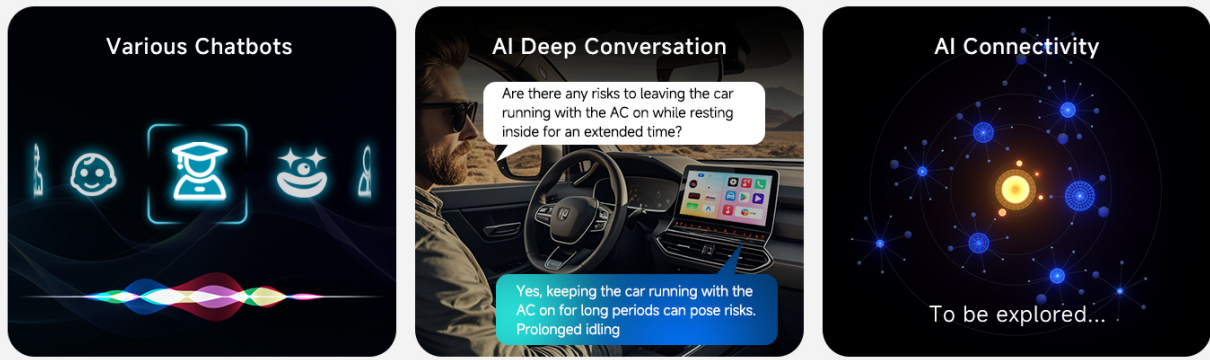 Various Chatbots
AI Deep Conversation
Are there any risks to leaving the car
running with the AC on while resting
inside for an extended time?
Yes, keeping the car running with the
AC on for long periods can pose risks.
Prolonged idling
AI Connectivity
To be explored...